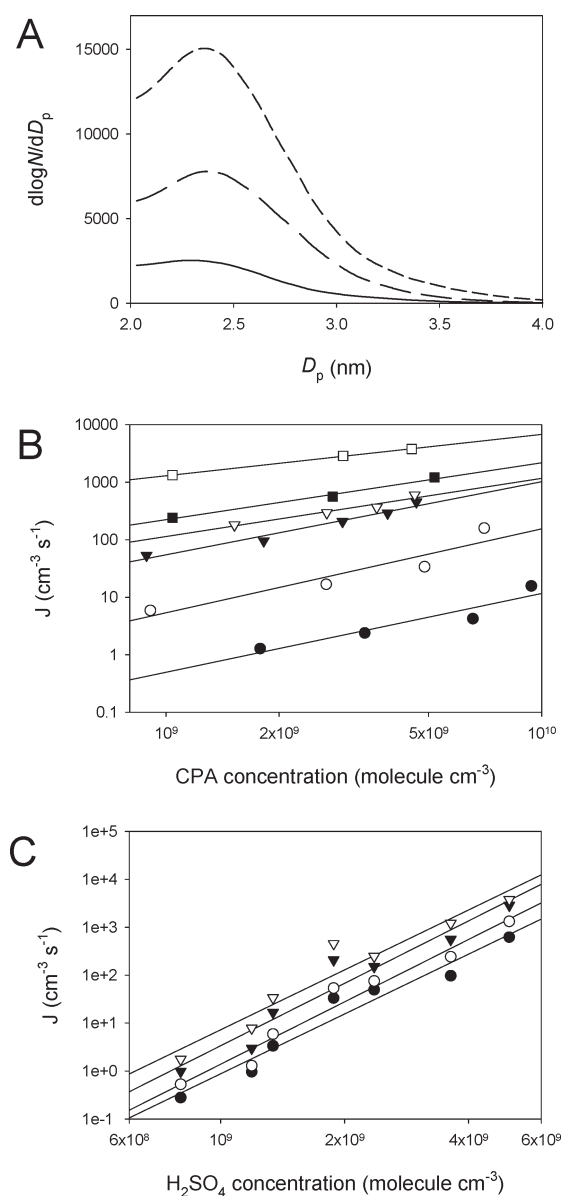 A
15000
10000
5000
0
dlogN/dDp
2.0 2.5 3.0 3.5 4.0
Dp (nm)
B
10000
1000
100
10
1
0.1
J (cm-3 s-1)
10⁹ 2x10⁹ 5x10⁹ 10¹⁰
CPA concentration (molecule cm-3)
C
1e+5
1e+4
1e+3
1e+2
1e+1
1e+0
1e-1
J (cm-3 s-1)
6x10⁸ 10⁹ 2x10⁹ 4x10⁹ 6x10⁹
H2SO4 concentration (molecule cm-3)